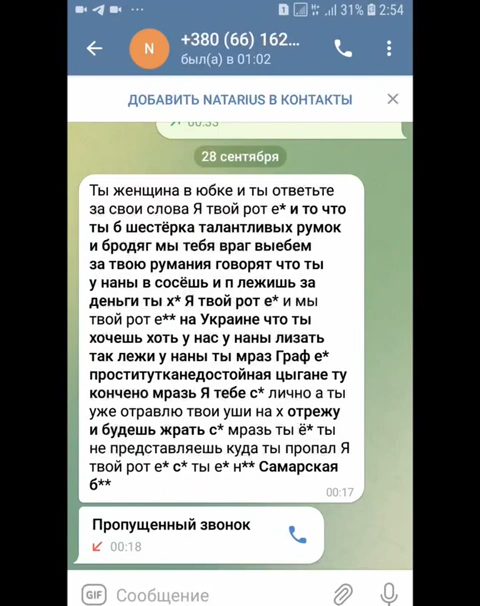 31% 2:54
N
+380 (66) 162...
был(а) в 01:02
ДОБАВИТЬ NATARIUS В КОНТАКТЫ
00:33
28 сентября
Ты женщина в юбке и ты ответьте
за свои слова Я твой рот е* и то что
ты б шестёрка талантливых румок
и бродяг мы тебя враг выебем
за твою румания говорят что ты
у наны в сосёшь и п лежишь за
деньги ты х* Я твой рот е* и мы
твой рот е** на Украине что ты
хочешь хоть у нас у наны лизать
так лежи у наны ты мраз Граф е*
проститутканедостойная цыгане ту
кончено мразь Я тебе с* лично а ты
уже отравлю твои уши на х отрежу
и будешь жрать с* мразь ты ё* ты
не представляешь куда ты пропал Я
твой рот е* с* ты е* н** Самарская
б**
00:17
Пропущенный звонок
00:18
GIF Сообщение